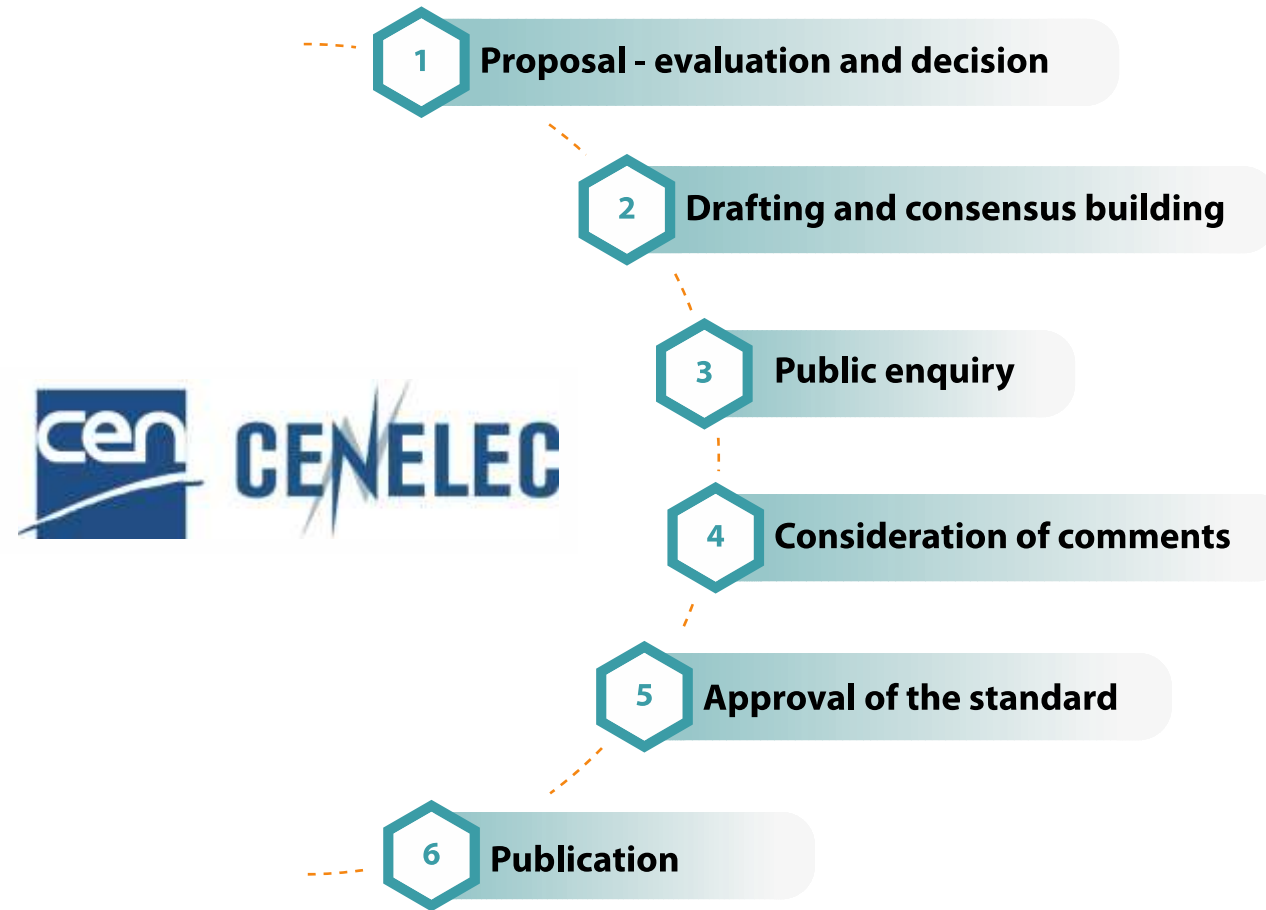 1 Proposal - evaluation and decision
2 Drafting and consensus building
3 Public enquiry
cen CENELEC
4 Consideration of comments
5 Approval of the standard
6 Publication